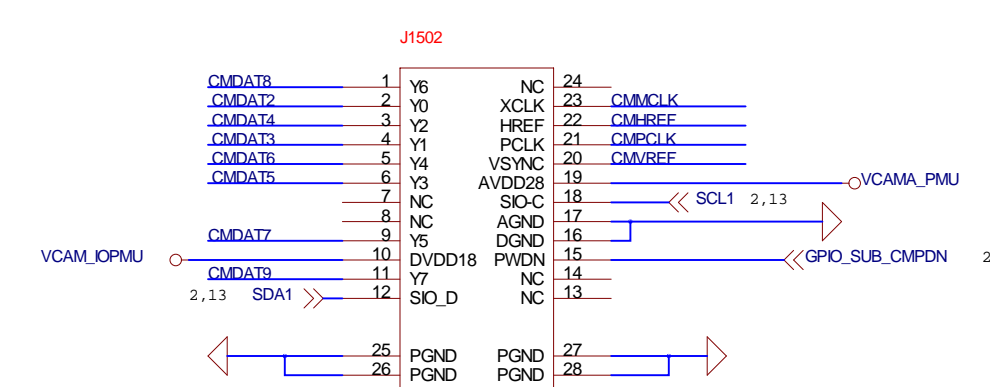 J1502
CMDAT8 1 Y6 NC 24
CMDAT2 2 Y0 XCLK 23 CMMCLK
CMDAT4 3 Y2 HREF 22 CMHREF
CMDAT3 4 Y1 PCLK 21 CMPCLK
CMDAT6 5 Y4 VSYNC 20 CMVREF
CMDAT5 6 Y3 AVDD28 19 VCAMA_PMU
7 NC SIO-C 18 SCL1 2,13
8 NC AGND 17
CMDAT7 9 Y5 DGND 16
VCAM_IOPMU 10 DVDD18 PWDN 15 GPIO_SUB_CMPDN 2
CMDAT9 11 Y7 NC 14
2,13 SDA1 12 SIO_D NC 13
25 PGND PGND 27
26 PGND PGND 28